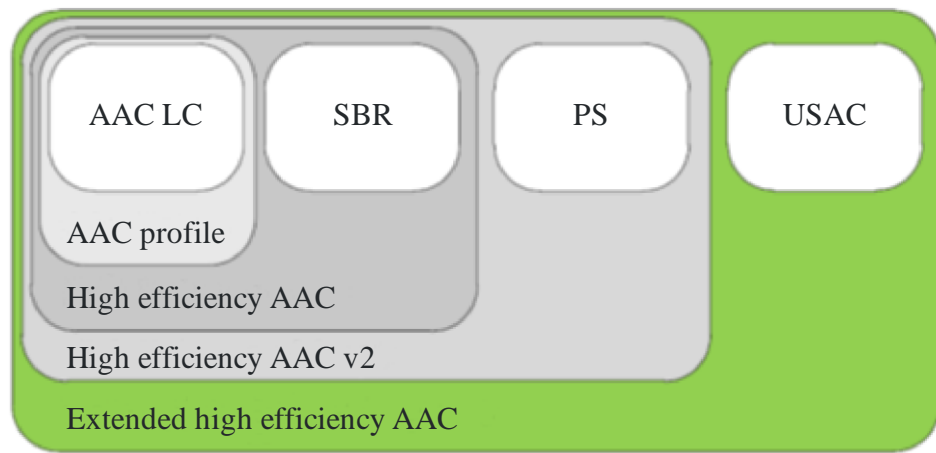 AAC LC
SBR
PS
USAC
AAC profile
High efficiency AAC
High efficiency AAC v2
Extended high efficiency AAC